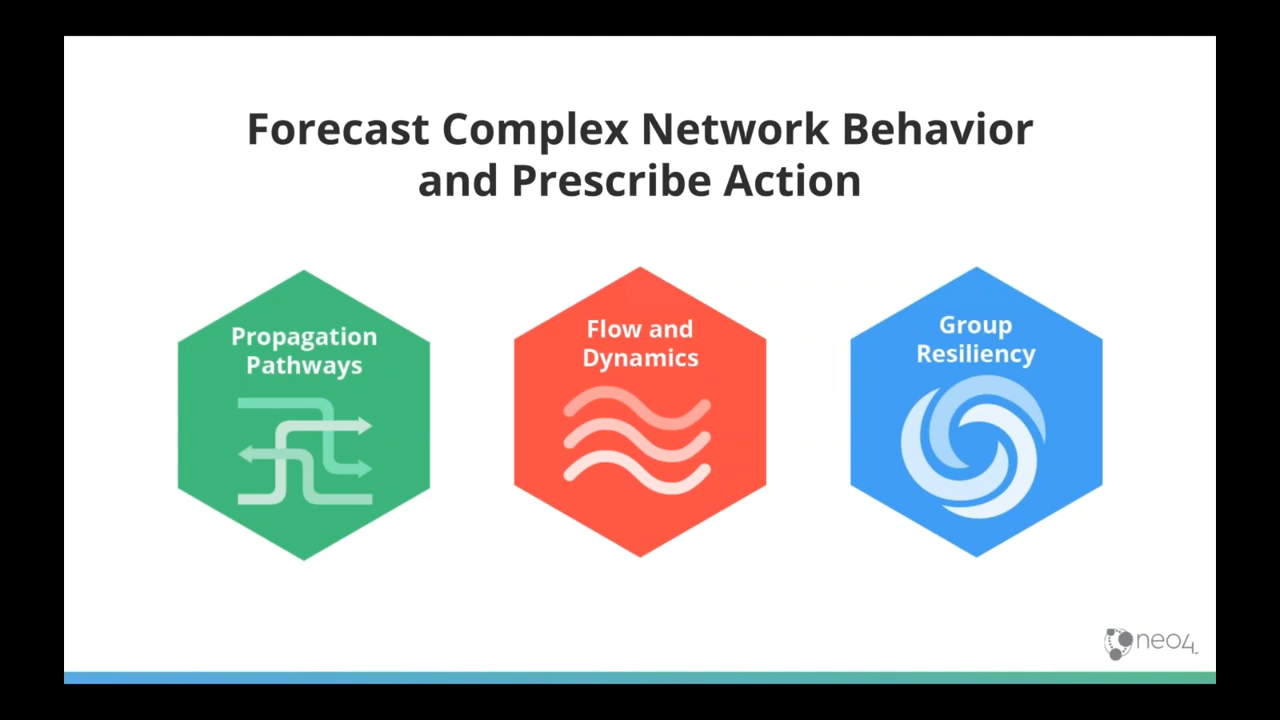 Forecast Complex Network Behavior
and Prescribe Action
Propagation
Pathways
Flow and
Dynamics
Group
Resiliency
neo4j